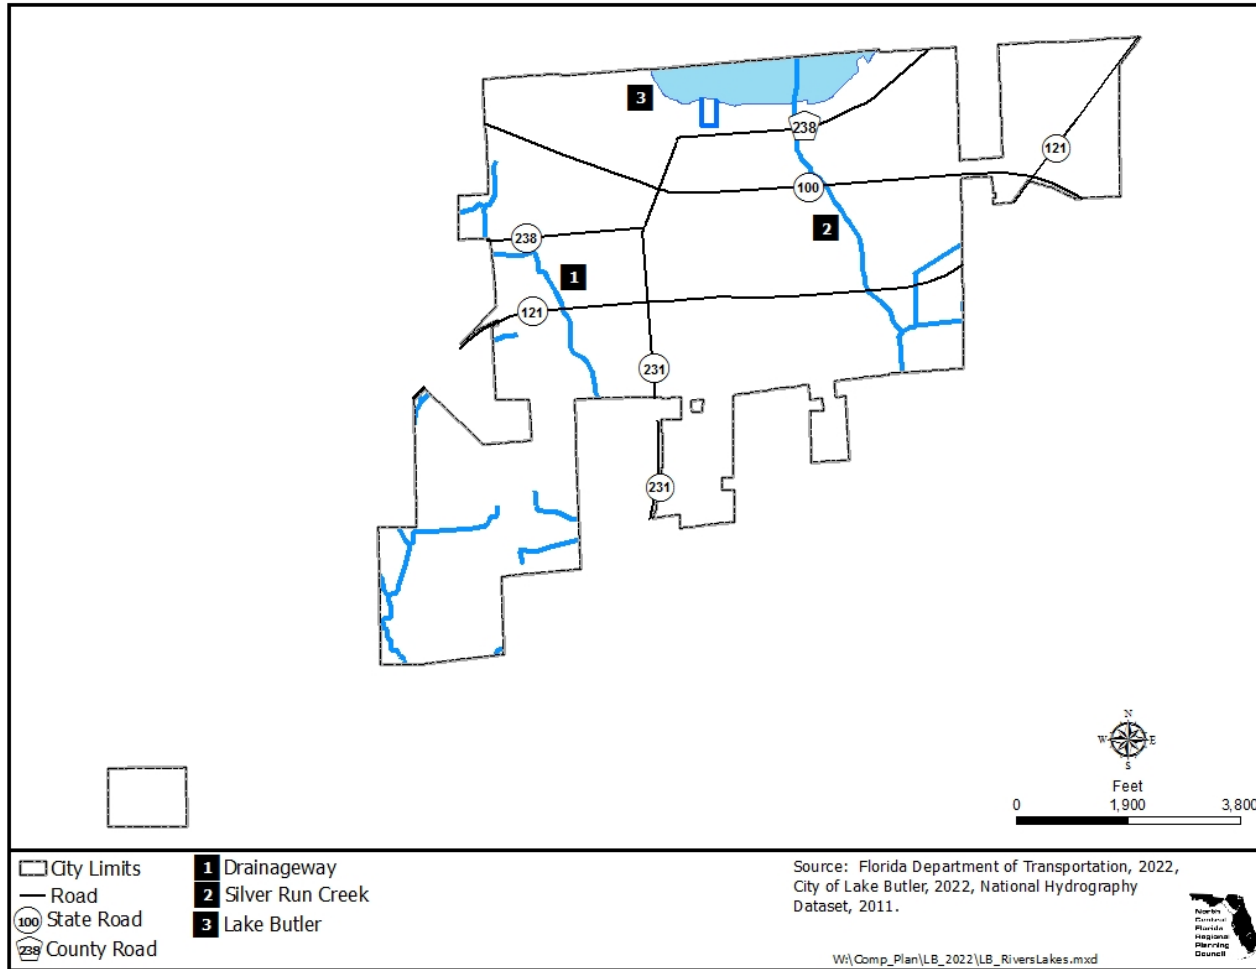 3
238
121
100
2
238
1
121
231
231
N
W E
S
Feet
0 1,900 3,800
City Limits
Road
100 State Road
238 County Road
1 Drainageway
2 Silver Run Creek
3 Lake Butler
Source: Florida Department of Transportation, 2022,
City of Lake Butler, 2022, National Hydrography
Dataset, 2011.
North
Central
Florida
Regional
Planning
Council
W:\Comp_Plan\LB_2022\LB_RiversLakes.mxd